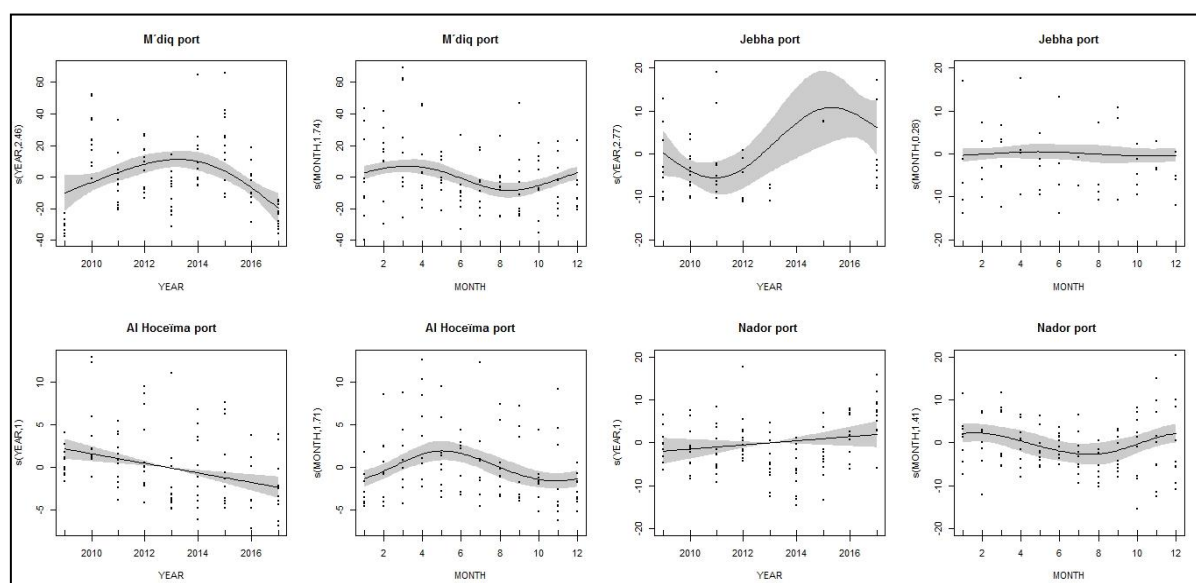 M'diq port
M'diq port
Jebha port
Jebha port
s(YEAR,2.46)
60
40
20
0
-20
-40
2010 2012 2014 2016
YEAR
s(MONTH,1.74)
60
40
20
0
-20
-40
2 4 6 8 10 12
MONTH
s(YEAR,2.77)
20
10
0
-10
-20
2010 2012 2014 2016
YEAR
s(MONTH,0.28)
20
10
0
-10
-20
2 4 6 8 10 12
MONTH
Al Hoceïma port
Al Hoceïma port
Nador port
Nador port
s(YEAR,1)
10
5
0
-5
2010 2012 2014 2016
YEAR
s(MONTH,1.71)
10
5
0
-5
2 4 6 8 10 12
MONTH
s(YEAR,1)
20
10
0
-10
-20
2010 2012 2014 2016
YEAR
s(MONTH,1.41)
20
10
0
-10
-20
2 4 6 8 10 12
MONTH